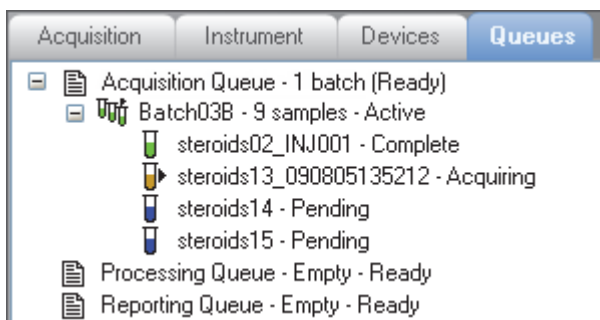 Acquisition Instrument Devices Queues
Acquisition Queue - 1 batch (Ready)
Batch03B - 9 samples - Active
steroids02_INJ001 - Complete
steroids13_090805135212 - Acquiring
steroids14 - Pending
steroids15 - Pending
Processing Queue - Empty - Ready
Reporting Queue - Empty - Ready